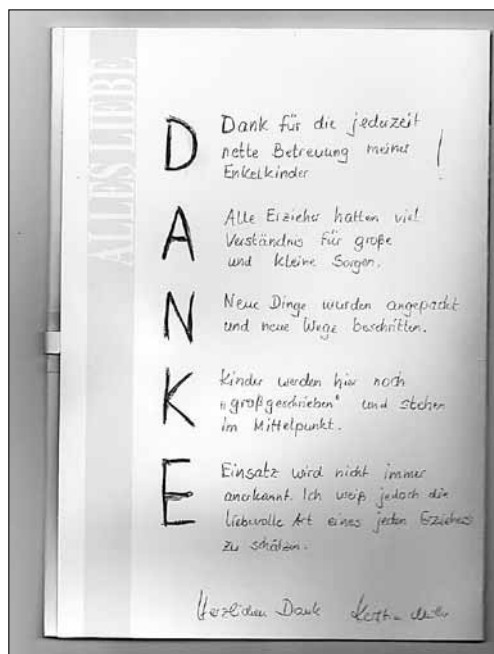 ALLES LIEBE
D
Dank für die jederzeit
nette Betreuung meiner !
Enkelkinder
A
Alle Erzieher hatten viel
Verständnis für große
und kleine Sorgen.
N
Neue Dinge wurden angepackt
und neue Wege beschritten.
K
Kinder werden hier noch
„großgeschrieben" und stehen
im Mittelpunkt.
E
Einsatz wird nicht immer
anerkannt. Ich weiß jedoch die
liebevolle Art eines jeden Erziehers
zu schätzen.
Herzlichen Dank